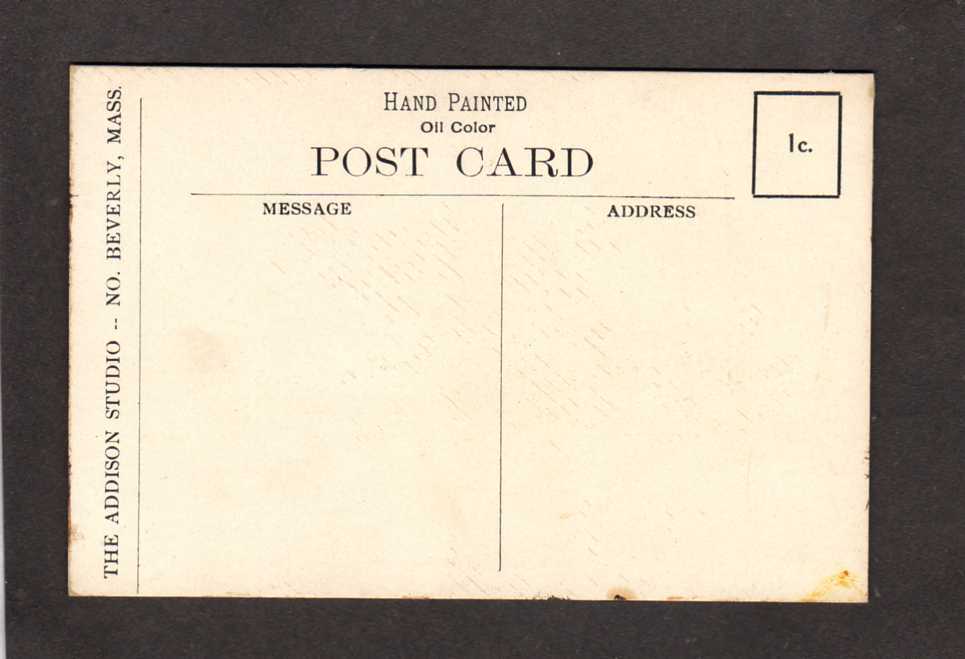 HAND PAINTED
Oil Color
POST CARD
1c.
MESSAGE
ADDRESS
THE ADDISON STUDIO -- NO. BEVERLY, MASS.